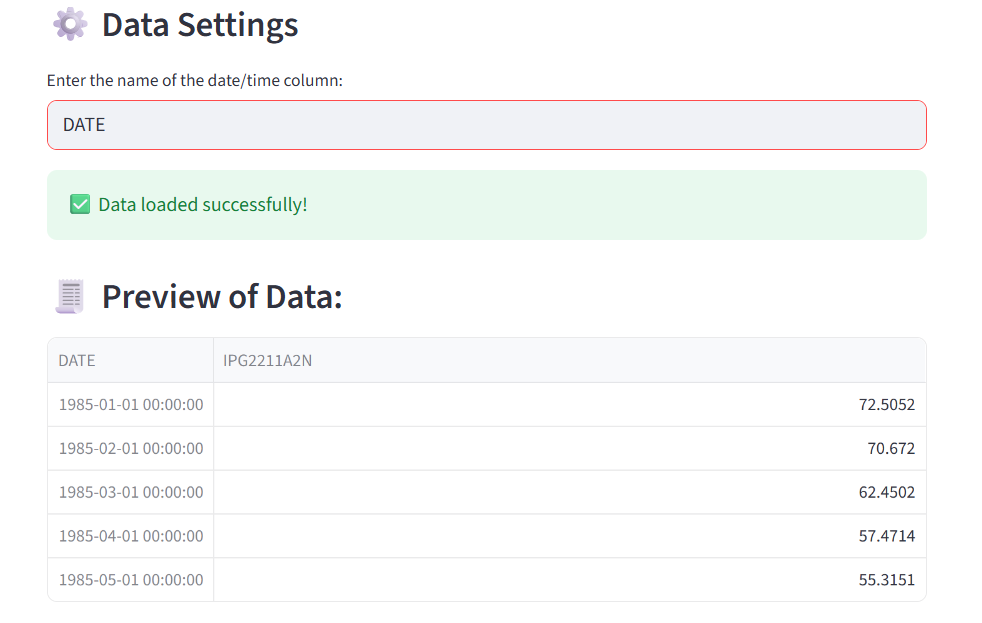 Data Settings
Enter the name of the date/time column:
DATE
Data loaded successfully!
Preview of Data:
DATE IPG2211A2N
1985-01-01 00:00:00 72.5052
1985-02-01 00:00:00 70.672
1985-03-01 00:00:00 62.4502
1985-04-01 00:00:00 57.4714
1985-05-01 00:00:00 55.3151